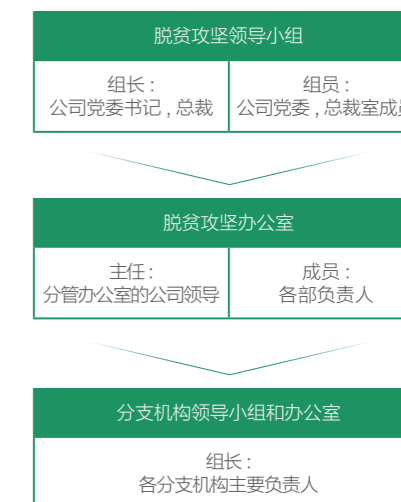 脱贫攻坚领导小组
组长：
公司党委书记，总裁
组员：
公司党委，总裁室成员
脱贫攻坚办公室
主任：
分管办公室的公司领导
成员：
各部负责人
分支机构领导小组和办公室
组长：
各分支机构主要负责人